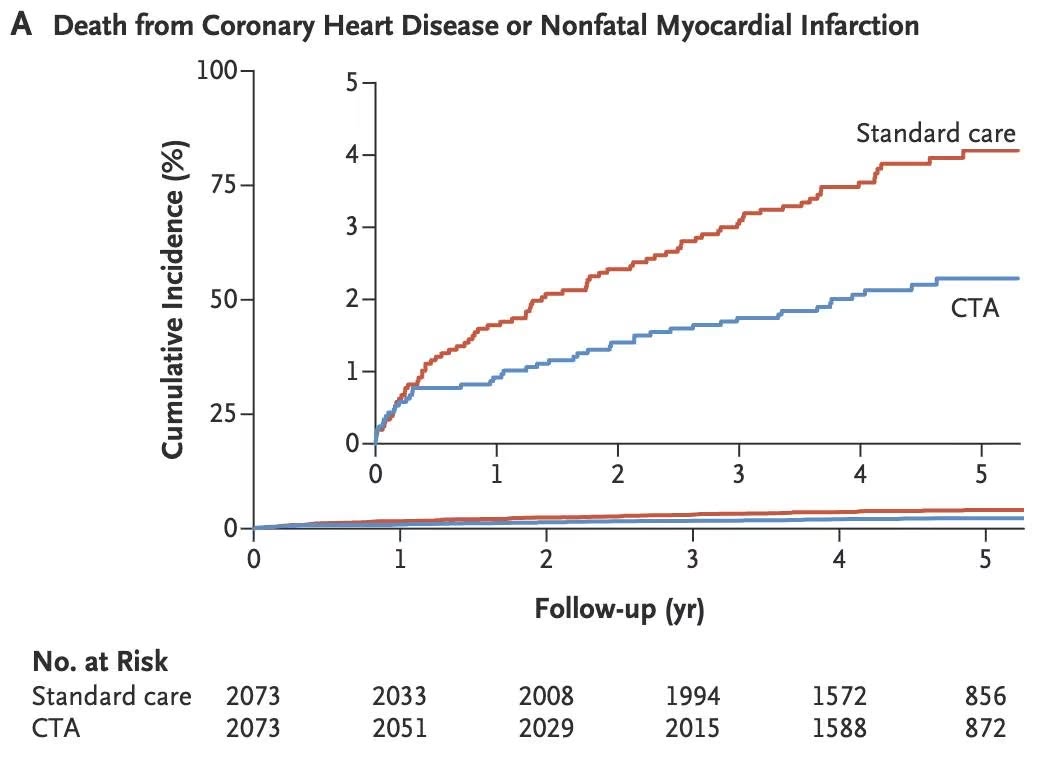 A Death from Coronary Heart Disease or Nonfatal Myocardial Infarction
Cumulative Incidence (%)
100
75
50
25
0
5
4
3
2
1
0
Standard care
CTA
0 1 2 3 4 5
0 1 2 3 4 5
Follow-up (yr)
No. at Risk
Standard care 2073 2033 2008 1994 1572 856
CTA 2073 2051 2029 2015 1588 872